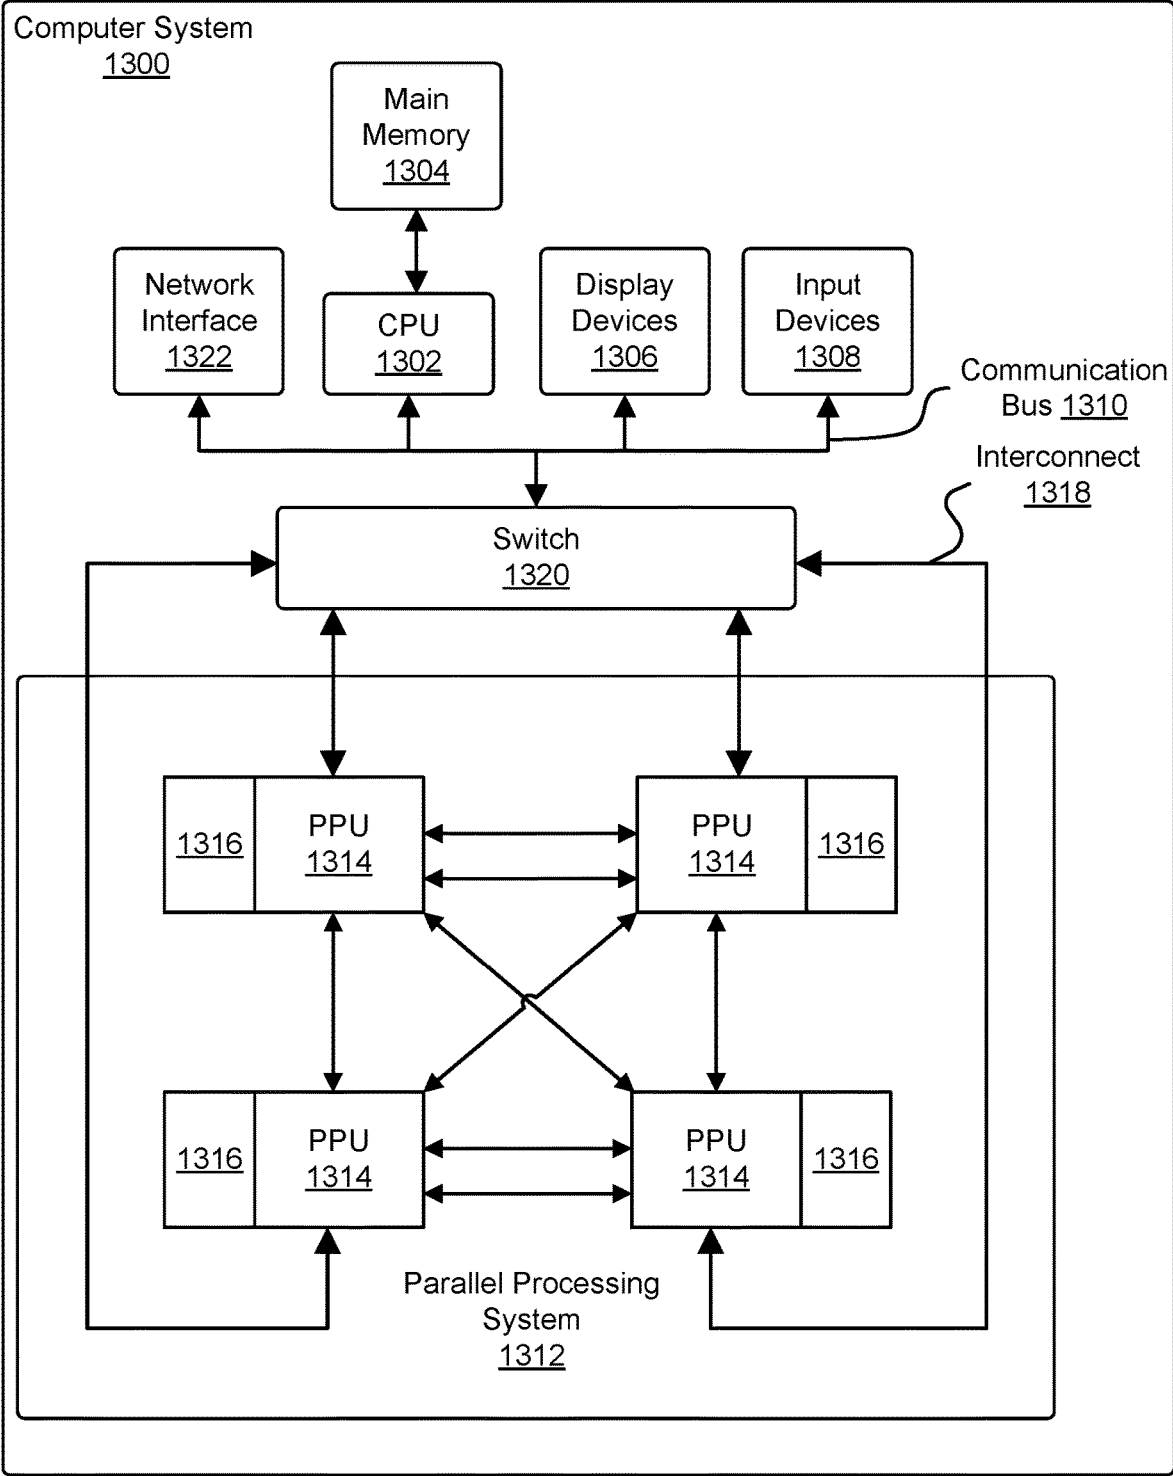 Computer System
1300
Main
Memory
1304
Network
Interface
1322
CPU
1302
Display
Devices
1306
Input
Devices
1308
Communication
Bus 1310
Interconnect
1318
Switch
1320
1316
PPU
1314
PPU
1314
1316
1316
PPU
1314
PPU
1314
1316
Parallel Processing
System
1312